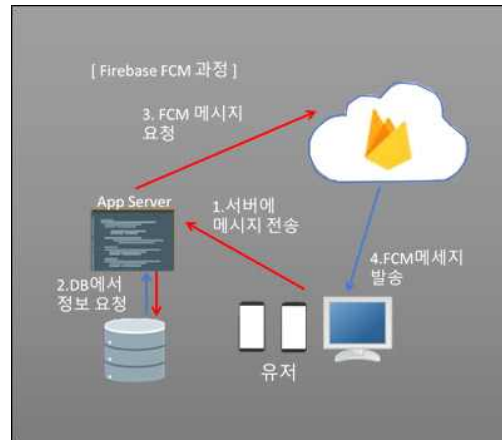 [ Firebase FCM 과정 ]
3. FCM 메시지
요청
App Server
1.서버에
메시지 전송
2.DB에서
정보 요청
4.FCM메세지
발송
유저